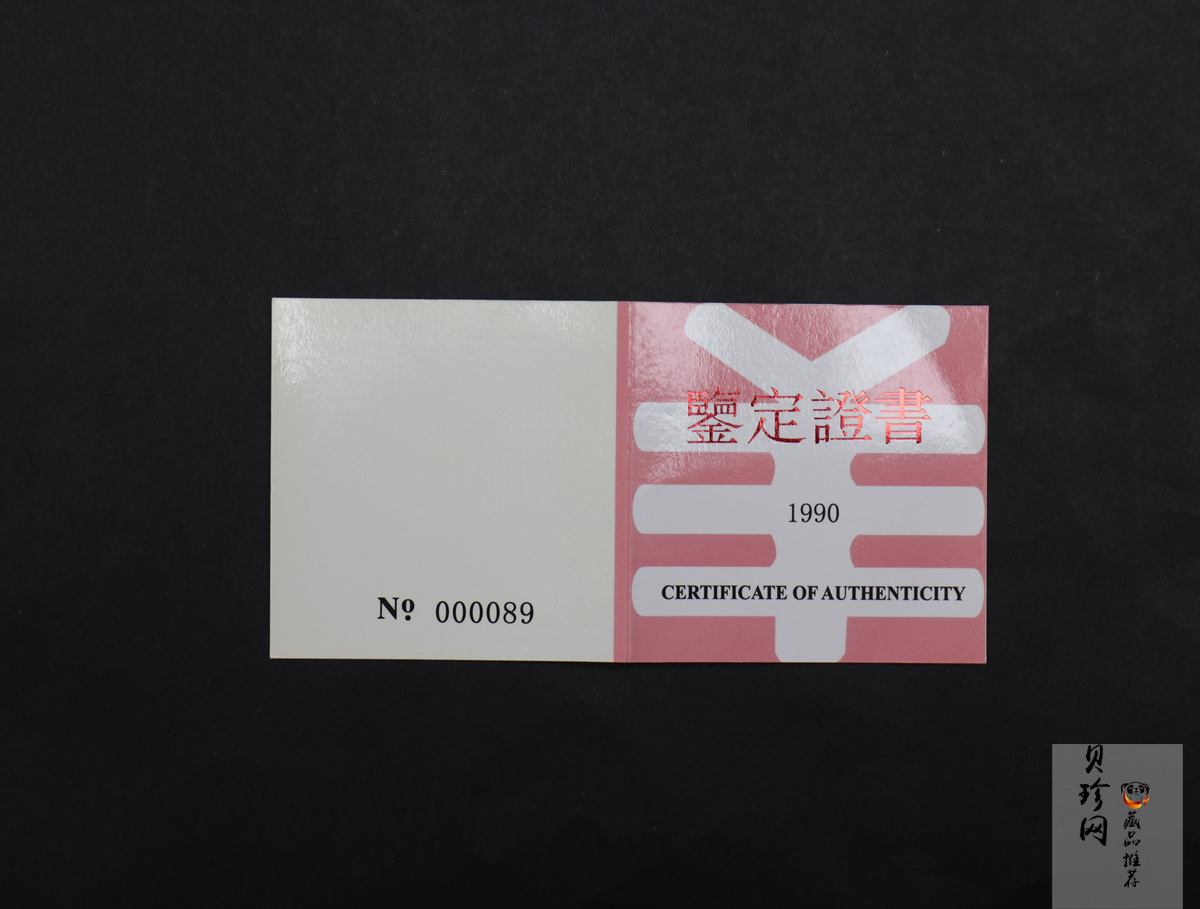 鑒定證書
1990
CERTIFICATE OF AUTHENTICITY
Nº 000089
贝珍网
藏品推荐